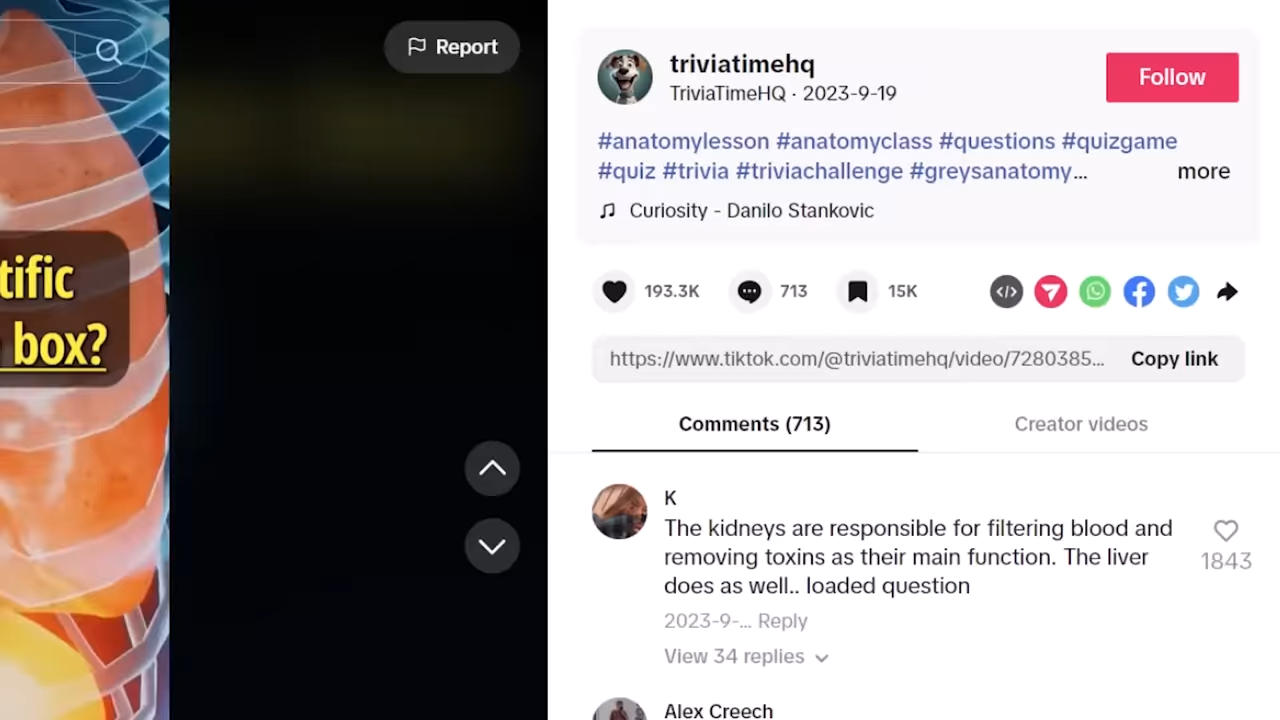 tific
box?
Report
triviatimehq
TriviaTimeHQ · 2023-9-19
Follow
#anatomylesson #anatomyclass #questions #quizgame
#quiz #trivia #triviachallenge #greysanatomy...
more
Curiosity - Danilo Stankovic
193.3K
713
15K
https://www.tiktok.com/@triviatimehq/video/7280385...
Copy link
Comments (713)
Creator videos
K
The kidneys are responsible for filtering blood and
removing toxins as their main function. The liver
does as well.. loaded question
1843
2023-9-... Reply
View 34 replies
Alex Creech